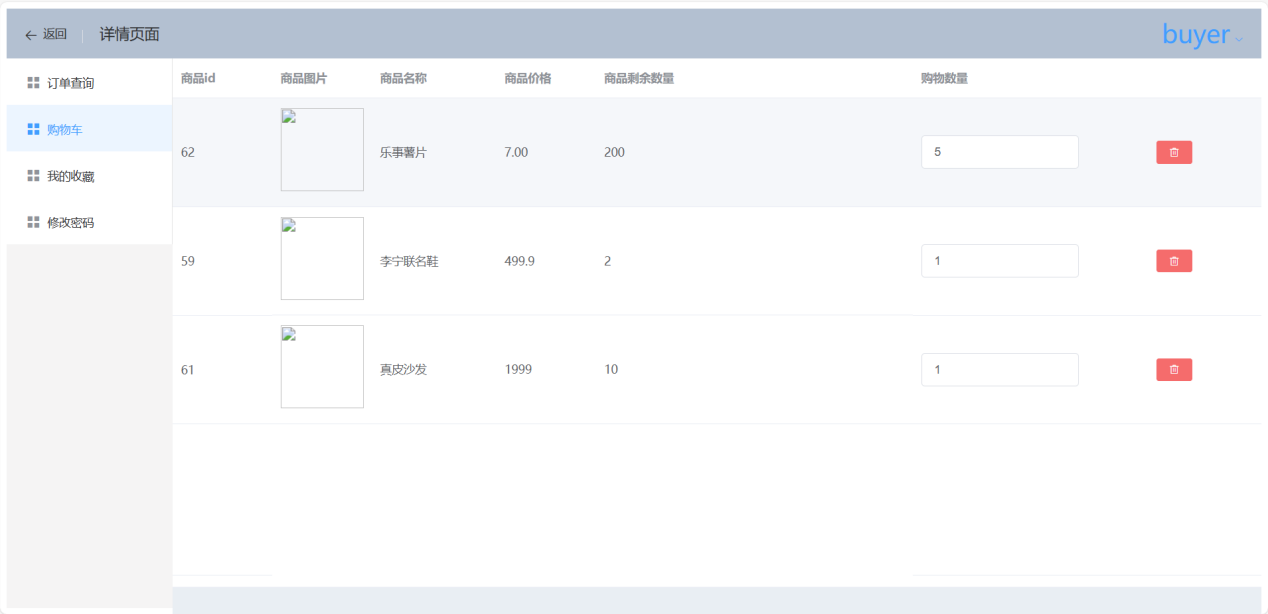 返回 详情页面 buyer
订单查询
购物车
我的收藏
修改密码
商品id 商品图片 商品名称 商品价格 商品剩余数量 购物数量
62 乐事薯片 7.00 200 5
59 李宁联名鞋 499.9 2 1
61 真皮沙发 1999 10 1